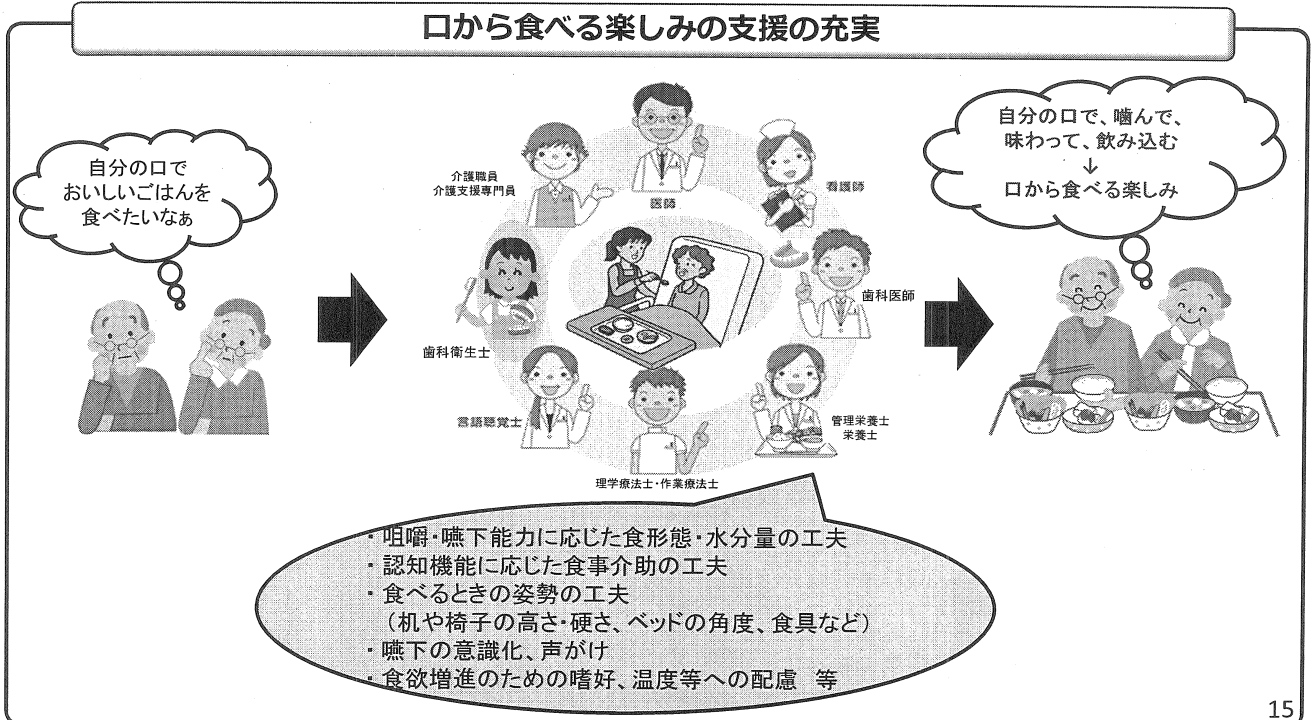 口から食べる楽しみの支援の充実
自分の口で
おいしいごはんを
食べたいなぁ
介護職員
介護支援専門員
医師
看護師
歯科医師
歯科衛生士
言語聴覚士
管理栄養士
栄養士
理学療法士・作業療法士
自分の口で、噛んで、
味わって、飲み込む
↓
口から食べる楽しみ
・咀嚼・嚥下能力に応じた食形態・水分量の工夫
・認知機能に応じた食事介助の工夫
・食べるときの姿勢の工夫
（机や椅子の高さ・硬さ、ベッドの角度、食具など）
・嚥下の意識化、声がけ
・食欲増進のための嗜好、温度等への配慮　等
15